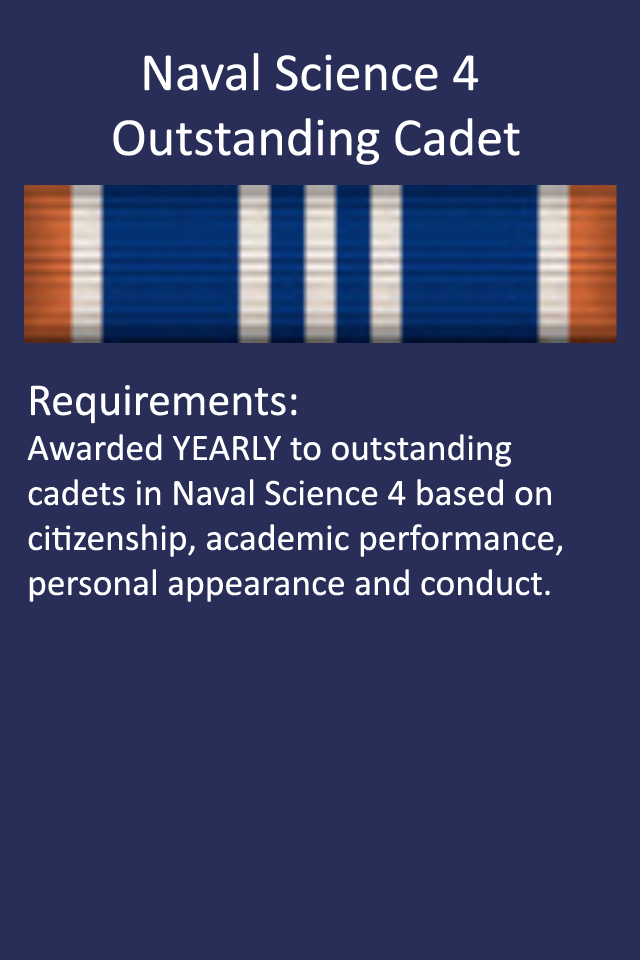 Naval Science 4
Outstanding Cadet
Requirements:
Awarded YEARLY to outstanding
cadets in Naval Science 4 based on
citizenship, academic performance,
personal appearance and conduct.